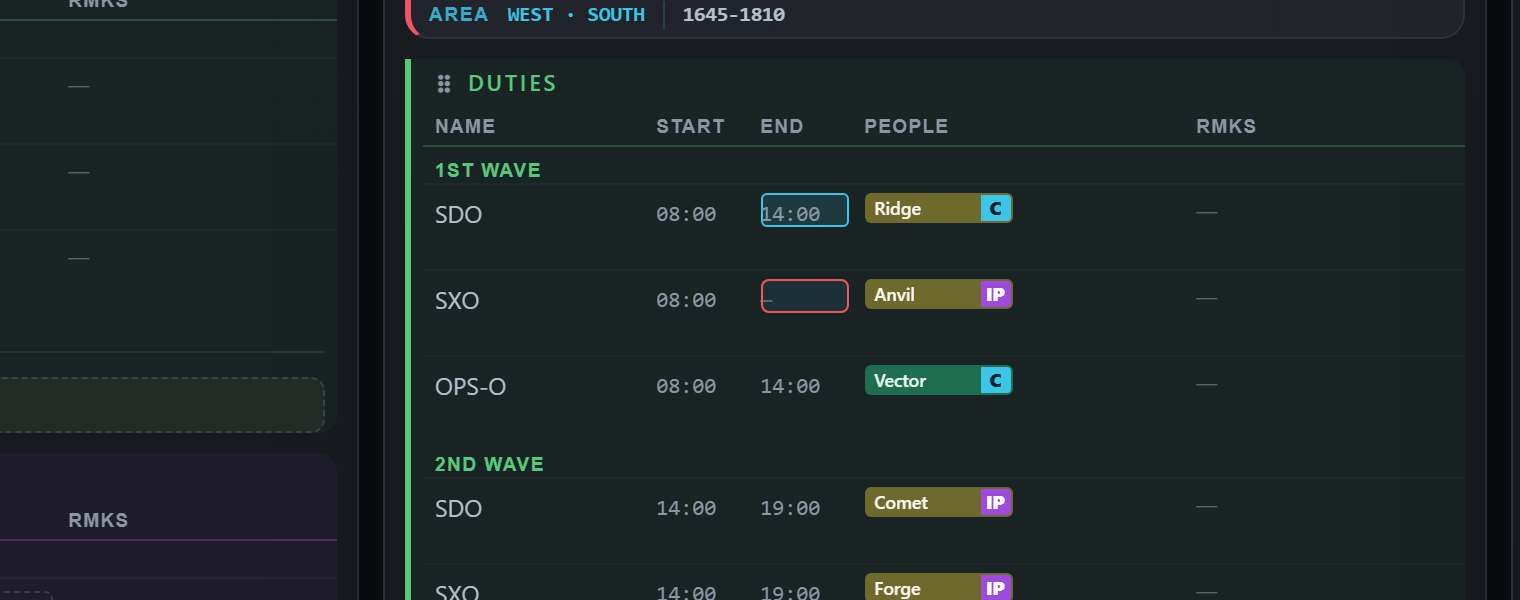 RMKS
—
—
—
RMKS
AREA WEST · SOUTH 1645-1810
DUTIES
NAME START END PEOPLE RMKS
1ST WAVE
SDO 08:00 14:00 Ridge C —
SXO 08:00 — Anvil IP —
OPS-O 08:00 14:00 Vector C —
2ND WAVE
SDO 14:00 19:00 Comet IP —
SXO 14:00 19:00 Forge IP —